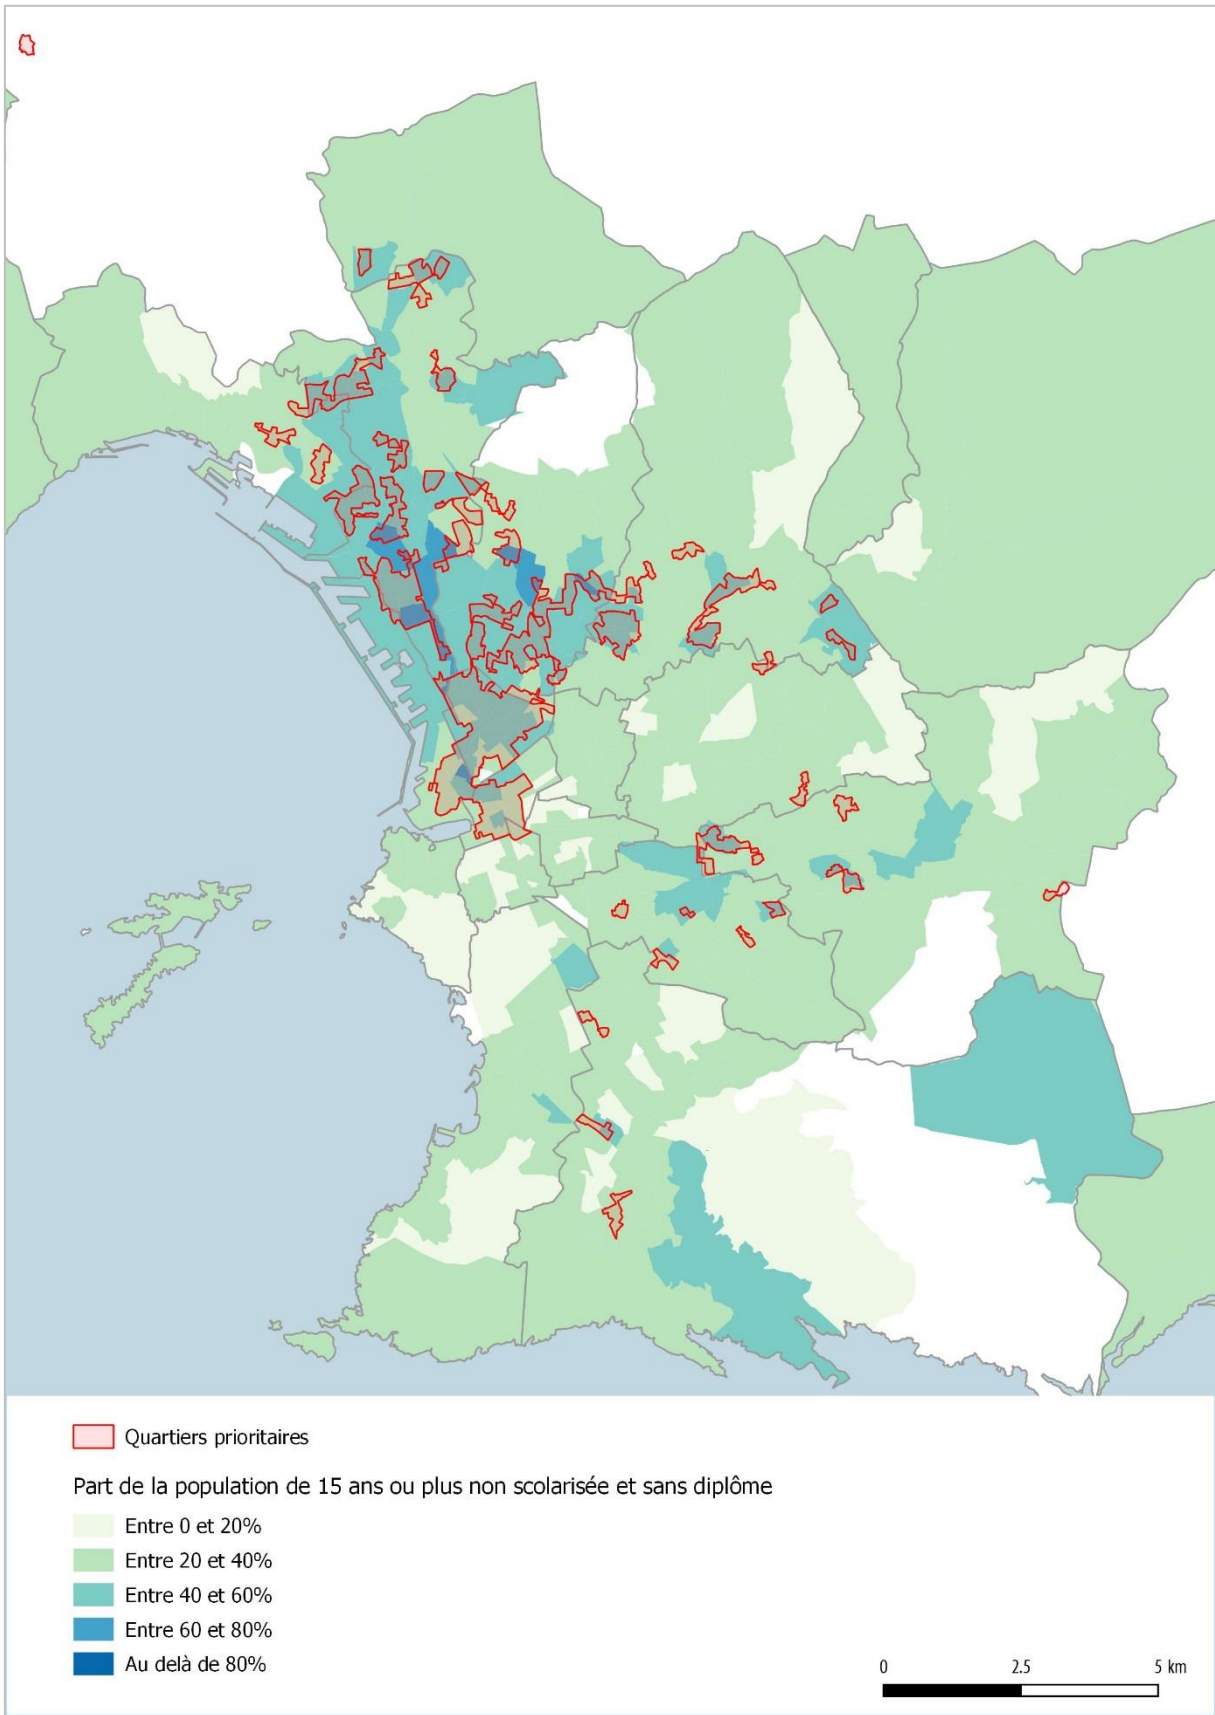 Quartiers prioritaires
Part de la population de 15 ans ou plus non scolarisée et sans diplôme
Entre 0 et 20%
Entre 20 et 40%
Entre 40 et 60%
Entre 60 et 80%
Au delà de 80%
0 2.5 5 km